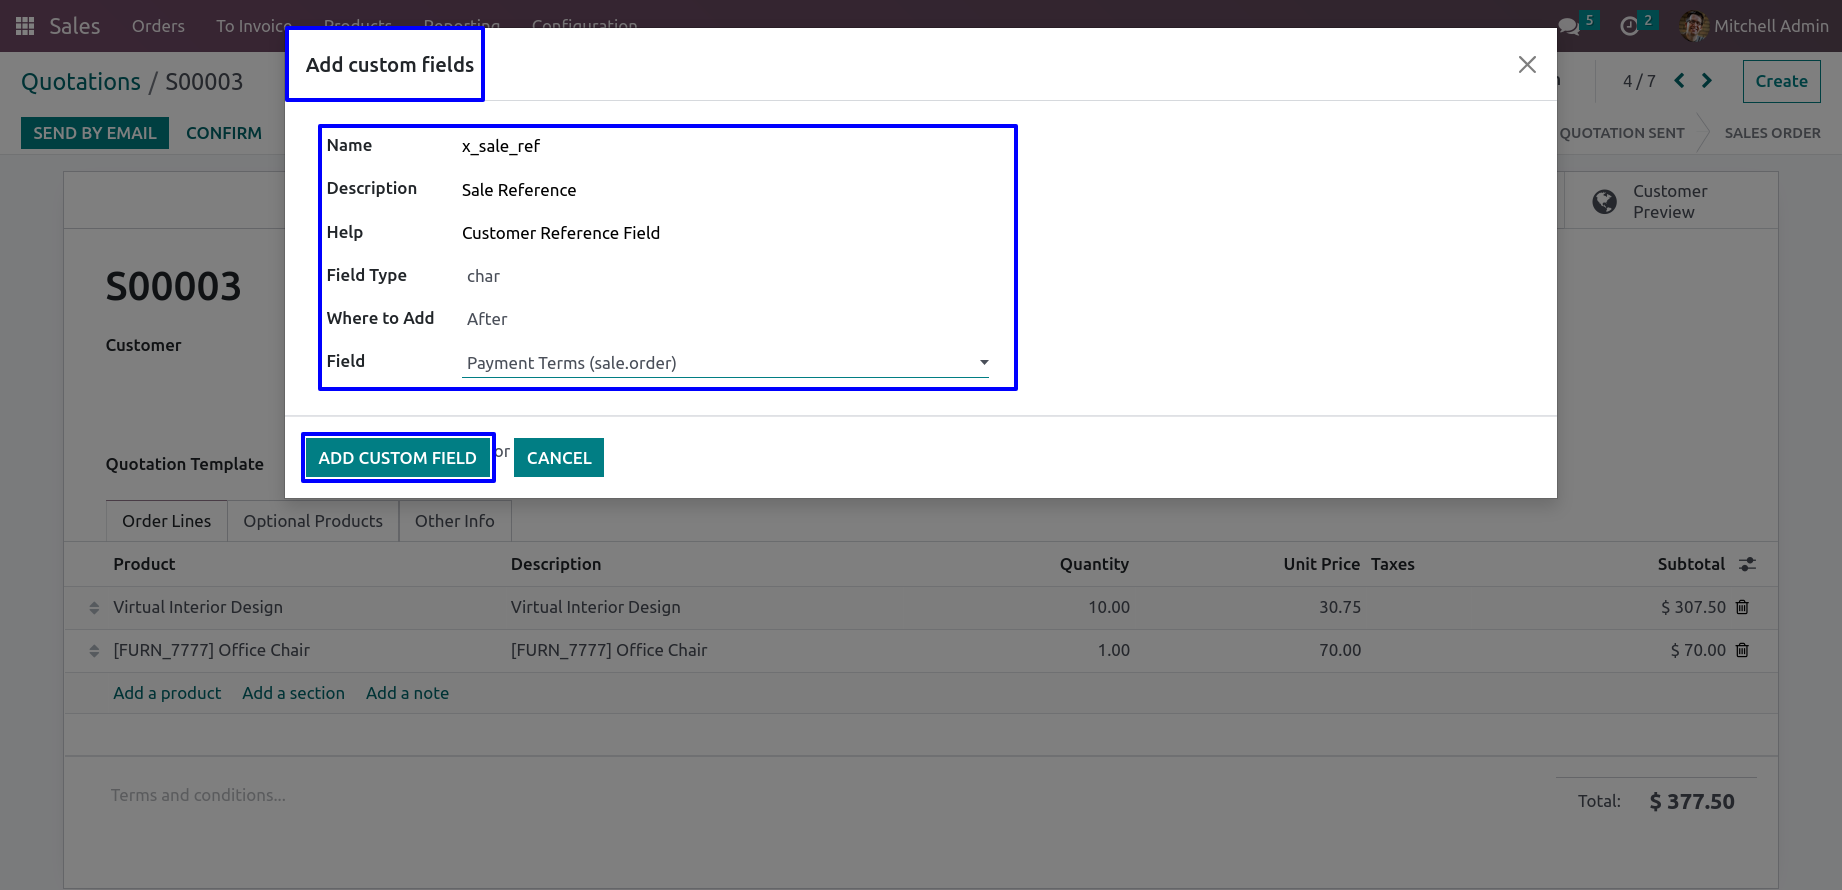 Sales Orders To Invoice Products Reporting Configuration 5 2 Mitchell Admin
Add custom fields
Quotations / S00003
4 / 7 Create
SEND BY EMAIL CONFIRM
QUOTATION SENT SALES ORDER
Name x_sale_ref
Description Sale Reference
Help Customer Reference Field
Field Type char
Where to Add After
Field Payment Terms (sale.order)
ADD CUSTOM FIELD or CANCEL
Customer
Preview
S00003
Customer
Quotation Template
Order Lines Optional Products Other Info
Product Description Quantity Unit Price Taxes Subtotal
Virtual Interior Design Virtual Interior Design 10.00 30.75 $ 307.50
[FURN_7777] Office Chair [FURN_7777] Office Chair 1.00 70.00 $ 70.00
Add a product Add a section Add a note
Terms and conditions...
Total: $ 377.50